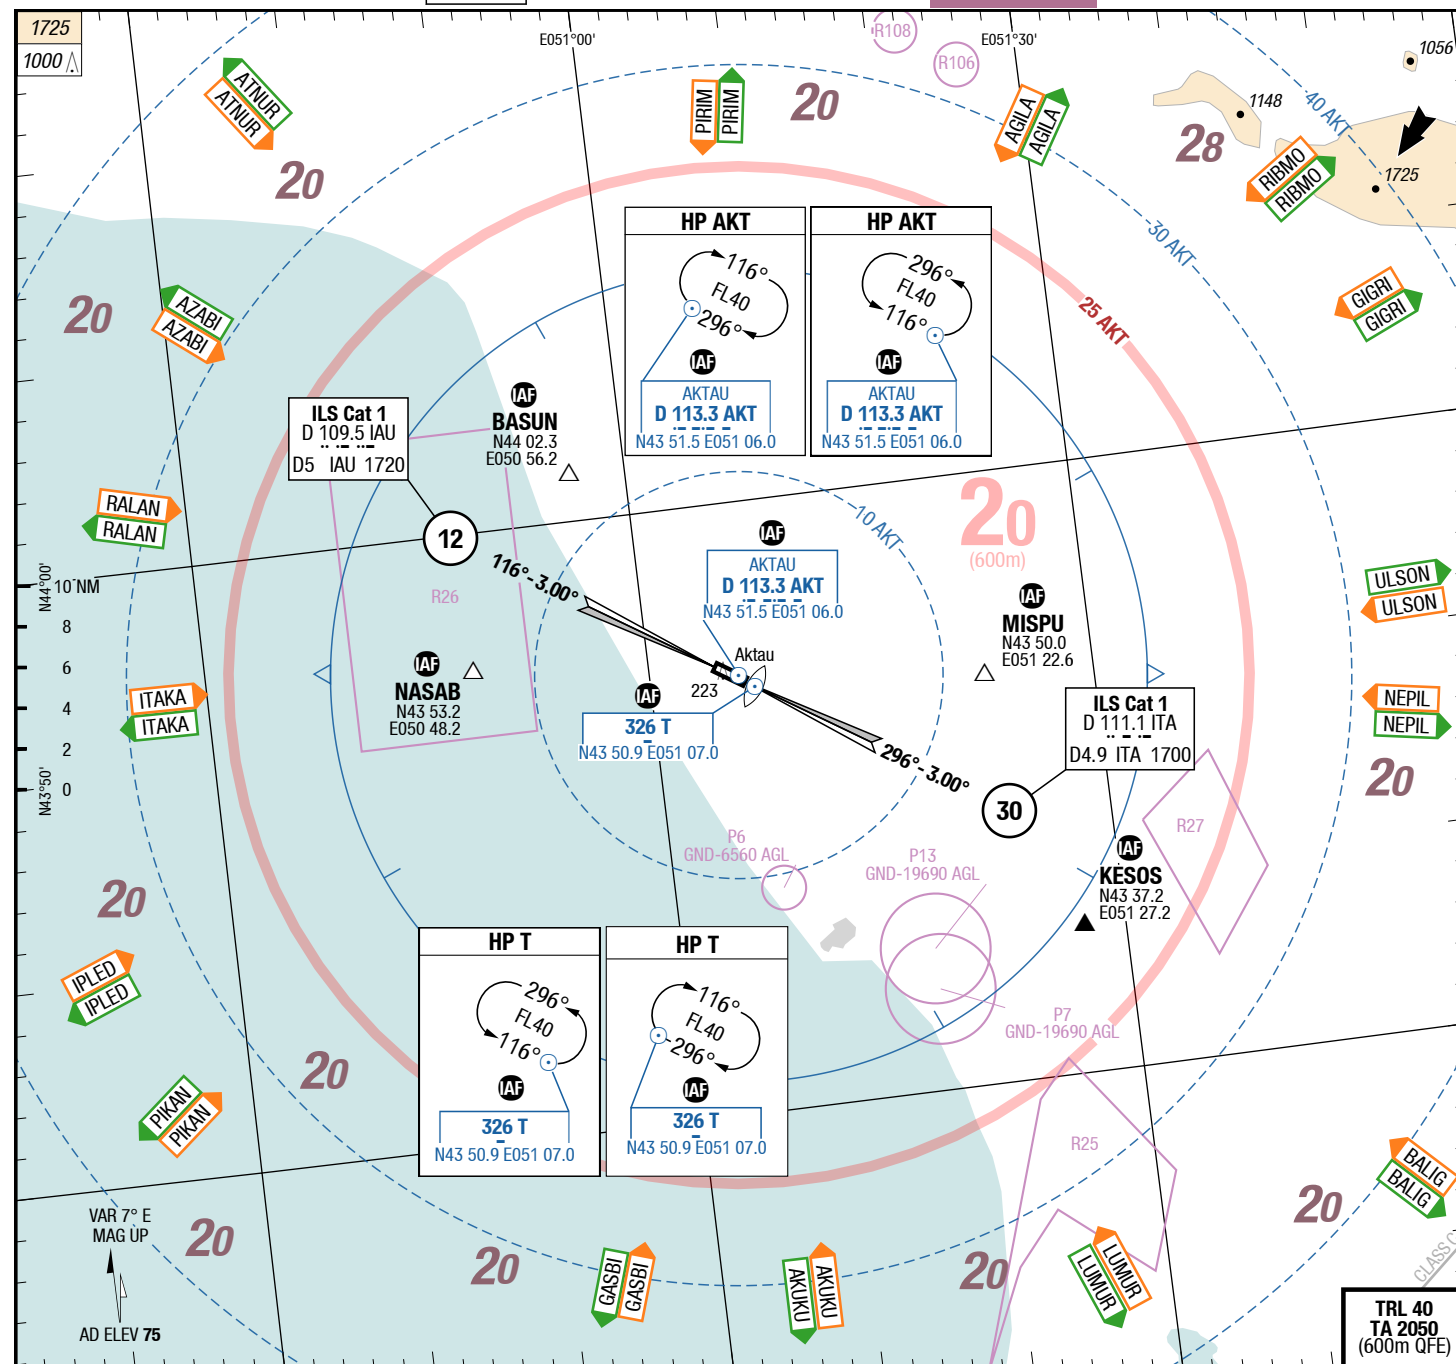 1725
1000
E051°00'
E051°30'
R108
R106
1056
1148
1725
40 AKT
30 AKT
25 AKT
10 AKT
ATNUR
ATNUR
PIRIM
PIRIM
AGILA
AGILA
RIBMO
RIBMO
GIGRI
GIGRI
20
20
28
20
AZABI
AZABI
HP AKT
116°
FL40
296°
IAF
AKTAU
D 113.3 AKT
N43 51.5 E051 06.0
HP AKT
296°
FL40
116°
IAF
AKTAU
D 113.3 AKT
N43 51.5 E051 06.0
ILS Cat 1
D 109.5 IAU
D5 IAU 1720
IAF
BASUN
N44 02.3
E050 56.2
RALAN
RALAN
12
116°-3.00°
20
(600m)
IAF
AKTAU
D 113.3 AKT
N43 51.5 E051 06.0
R26
N44°00'
10 NM
8
6
4
2
0
N43°50'
ULSON
ULSON
IAF
MISPU
N43 50.0
E051 22.6
IAF
NASAB
N43 53.2
E050 48.2
Aktau
223
IAF
326 T
N43 50.9 E051 07.0
ITAKA
ITAKA
NEPIL
NEPIL
ILS Cat 1
D 111.1 ITA
D4.9 ITA 1700
296°-3.00°
30
20
R27
P6
GND-6560 AGL
P13
GND-19690 AGL
IAF
KESOS
N43 37.2
E051 27.2
20
IPLED
IPLED
HP T
296°
FL40
116°
IAF
326 T
N43 50.9 E051 07.0
HP T
116°
FL40
296°
IAF
326 T
N43 50.9 E051 07.0
P7
GND-19690 AGL
20
PIKAN
PIKAN
R25
BALIG
BALIG
VAR 7° E
MAG UP
AD ELEV 75
20
20
20
20
GASBI
GASBI
AKUKU
AKUKU
LUMUR
LUMUR
CLASS C
TRL 40
TA 2050
(600m QFE)